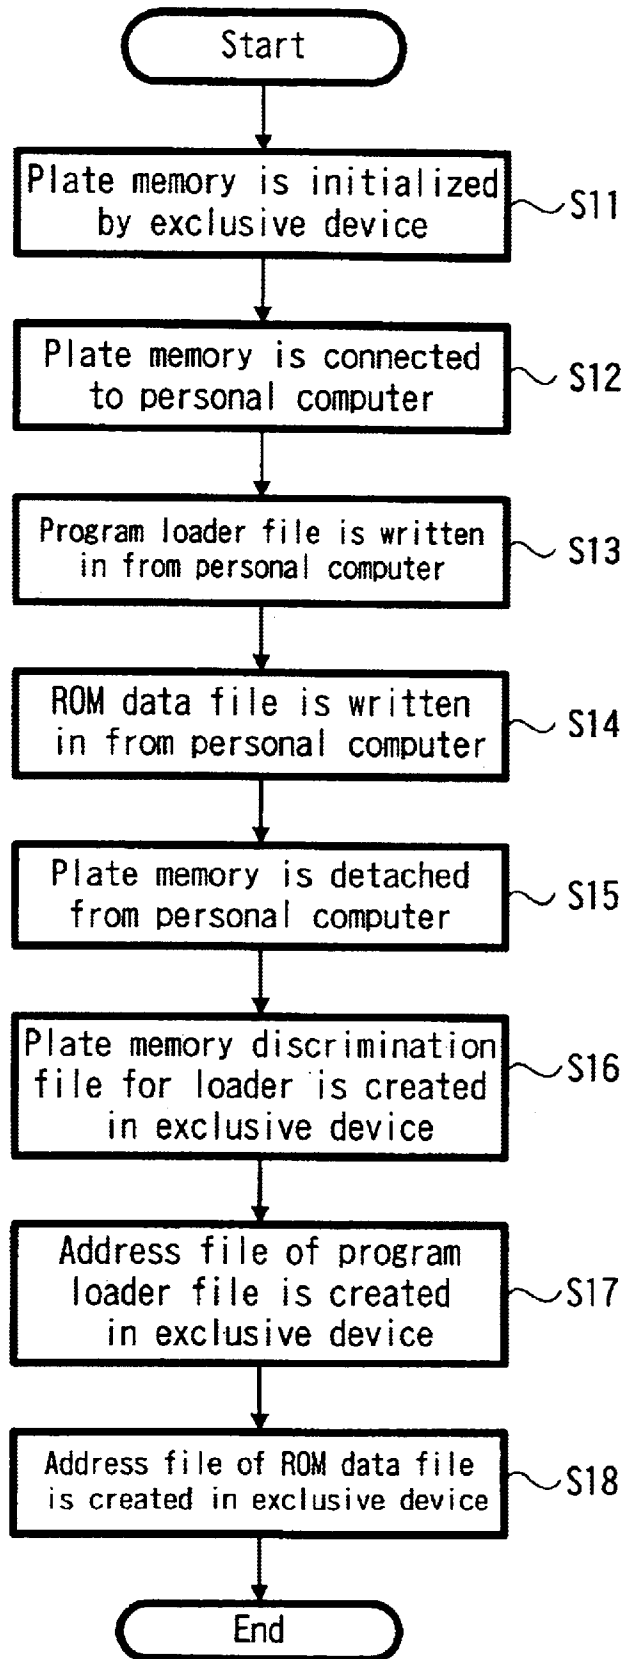 Start
Plate memory is initialized
by exclusive device
S11
Plate memory is connected
to personal computer
S12
Program loader file is written
in from personal computer
S13
ROM data file is written
in from personal computer
S14
Plate memory is detached
from personal computer
S15
Plate memory discrimination
file for loader is created
in exclusive device
S16
Address file of program
loader file is created
in exclusive device
S17
Address file of ROM data file
is created in exclusive device
S18
End